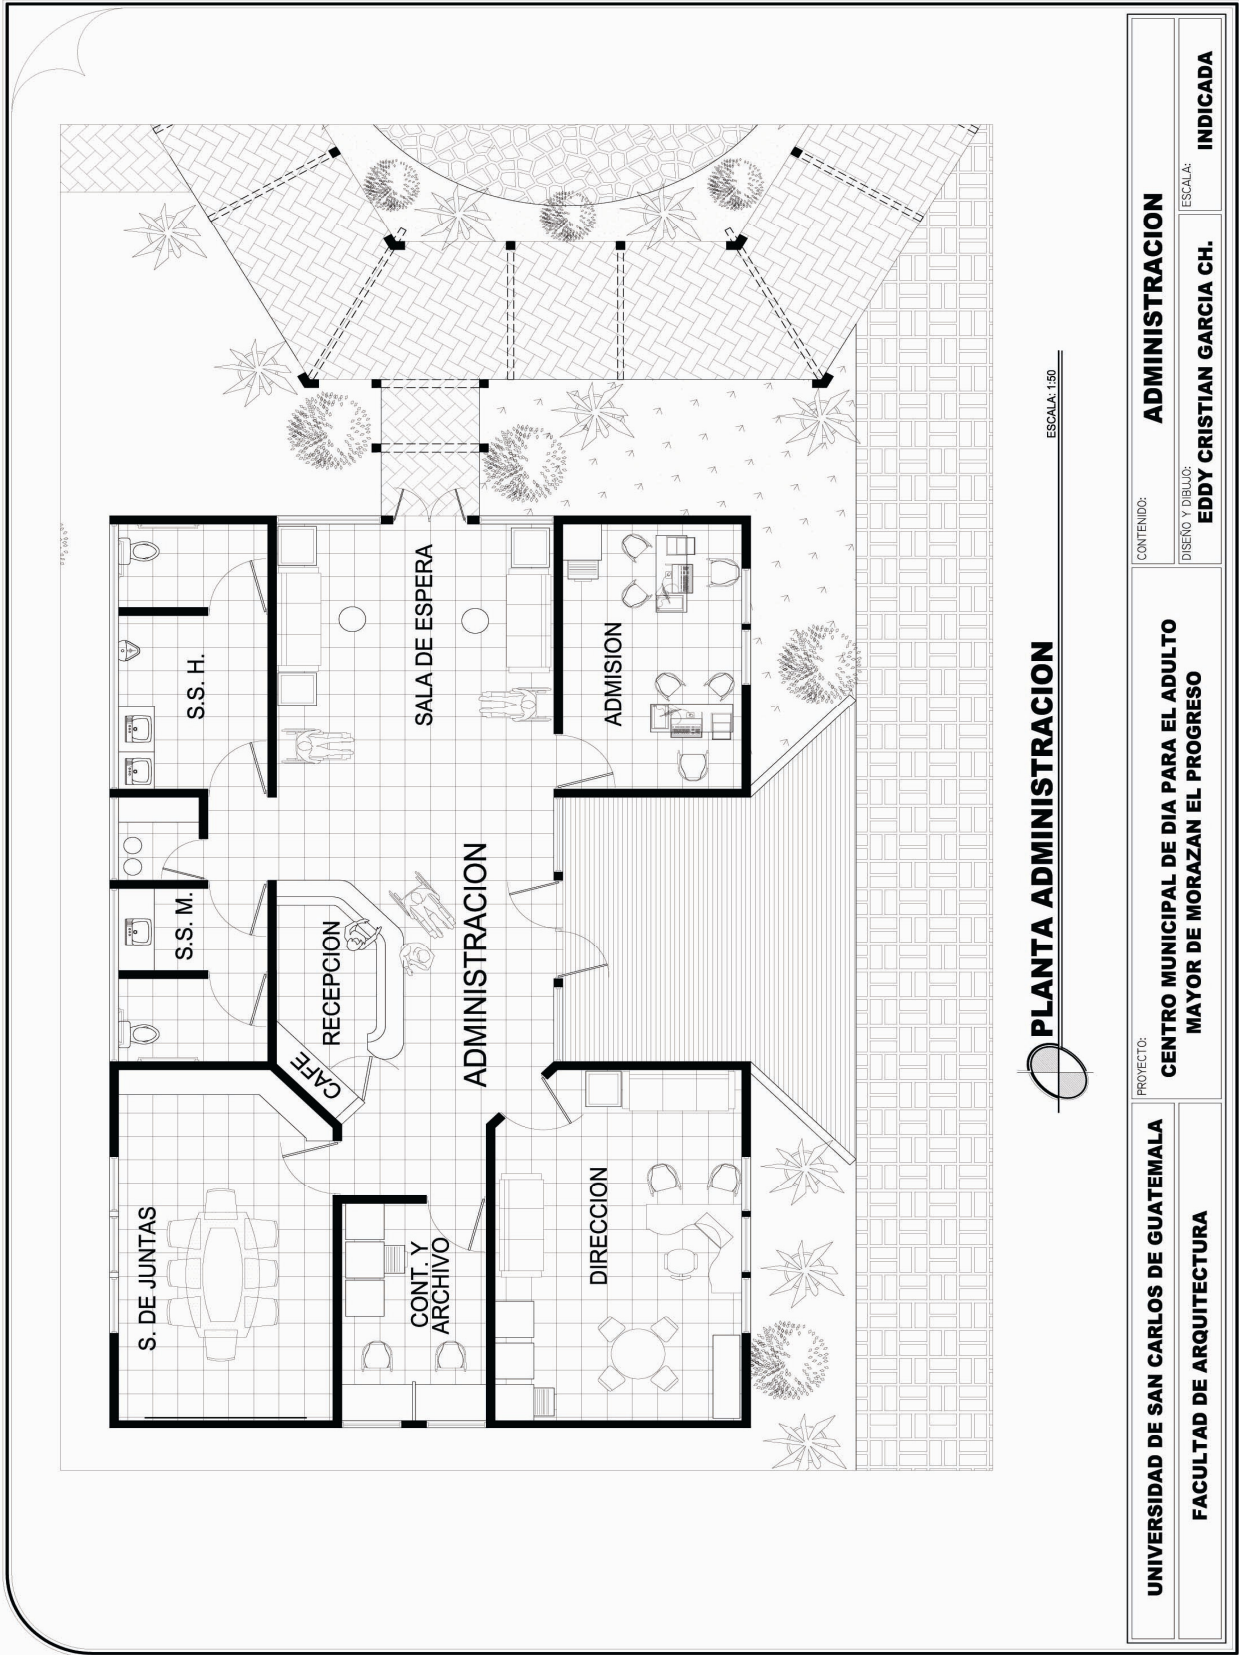 S. DE JUNTAS
S.S. M.
S.S. H.
CAFE
RECEPCION
CONT. Y
ARCHIVO
ADMINISTRACION
SALA DE ESPERA
DIRECCION
ADMISION
PLANTA ADMINISTRACION
ESCALA: 1:50
UNIVERSIDAD DE SAN CARLOS DE GUATEMALA
FACULTAD DE ARQUITECTURA
PROYECTO:
CENTRO MUNICIPAL DE DIA PARA EL ADULTO
MAYOR DE MORAZAN EL PROGRESO
CONTENIDO:
ADMINISTRACION
DISEÑO Y DIBUJO:
EDDY CRISTIAN GARCIA CH.
ESCALA:
INDICADA